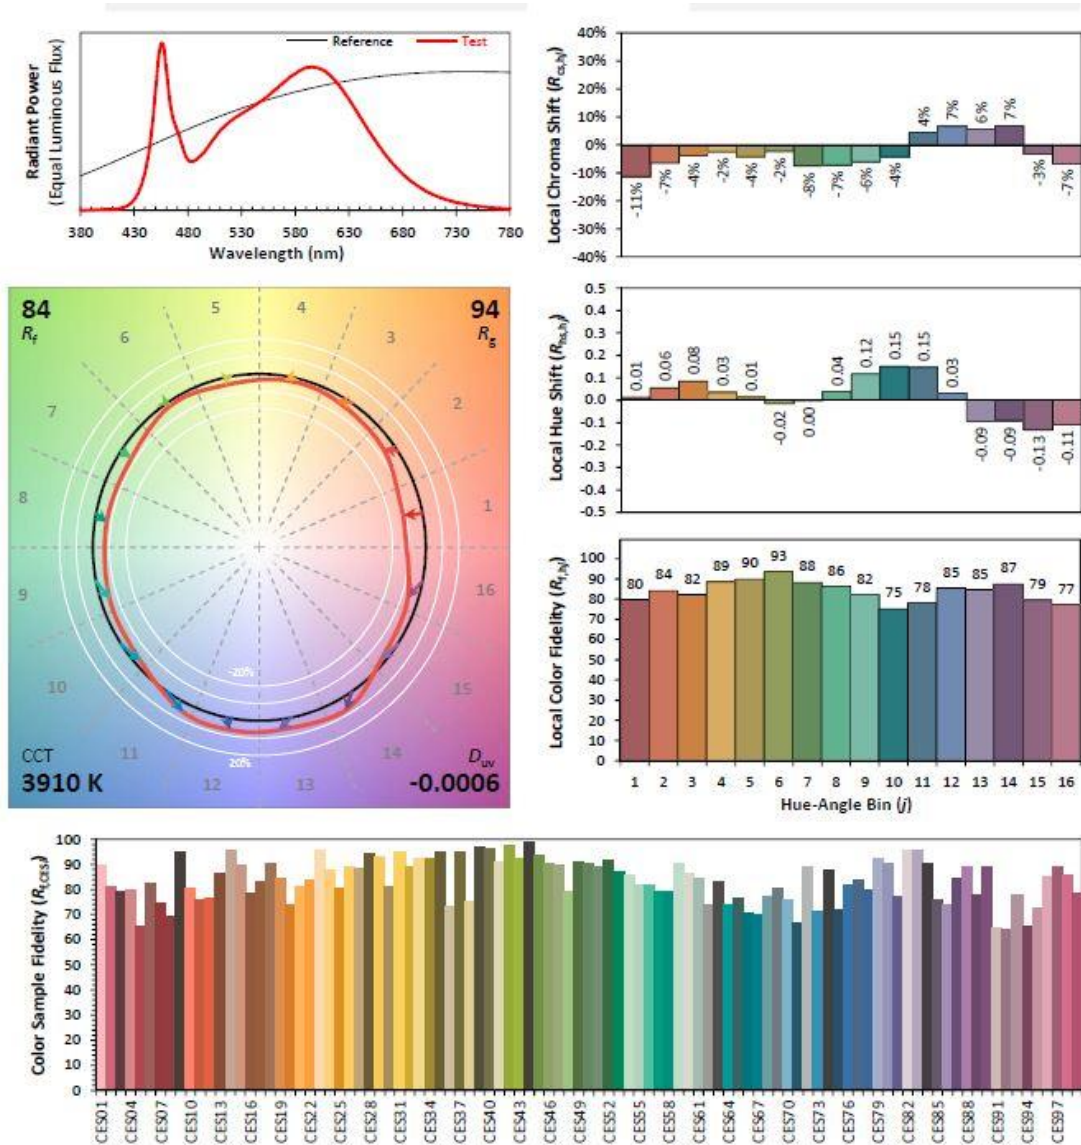 Radiant Power
(Equal Luminous Flux)
Reference
Test
380 430 480 530 580 630 680 730 780
Wavelength (nm)
Local Chroma Shift (Rcs,hj)
40%
30%
20%
10%
0%
-10%
-20%
-30%
-40%
-11% -7% -4% -2% -4% -2% -8% -7% -6% -4% 4% 7% 6% 7% -3% -7%
84
Rf
94
Rg
5 4
6 3
7 2
8 1
9 16
10 15
11 14
12 13
-20%
20%
CCT
3910 K
Duv
-0.0006
Local Hue Shift (Rhs,hj)
0.5
0.4
0.3
0.2
0.1
0.0
-0.1
-0.2
-0.3
-0.4
-0.5
0.01 0.06 0.08 0.03 0.01 -0.02 0.00 0.04 0.12 0.15 0.15 0.03 -0.09 -0.09 -0.13 -0.11
Local Color Fidelity (Rf,hj)
100
90
80
70
60
50
40
30
20
10
0
80 84 82 89 90 93 88 86 82 75 78 85 85 87 79 77
1 2 3 4 5 6 7 8 9 10 11 12 13 14 15 16
Hue-Angle Bin (j)
Color Sample Fidelity (Rf,CESi)
100
90
80
70
60
50
40
30
20
10
0
CES01 CES04 CES07 CES10 CES13 CES16 CES19 CES22 CES25 CES28 CES31 CES34 CES37 CES40 CES43 CES46 CES49 CES52 CES55 CES58 CES61 CES64 CES67 CES70 CES73 CES76 CES79 CES82 CES85 CES88 CES91 CES94 CES97